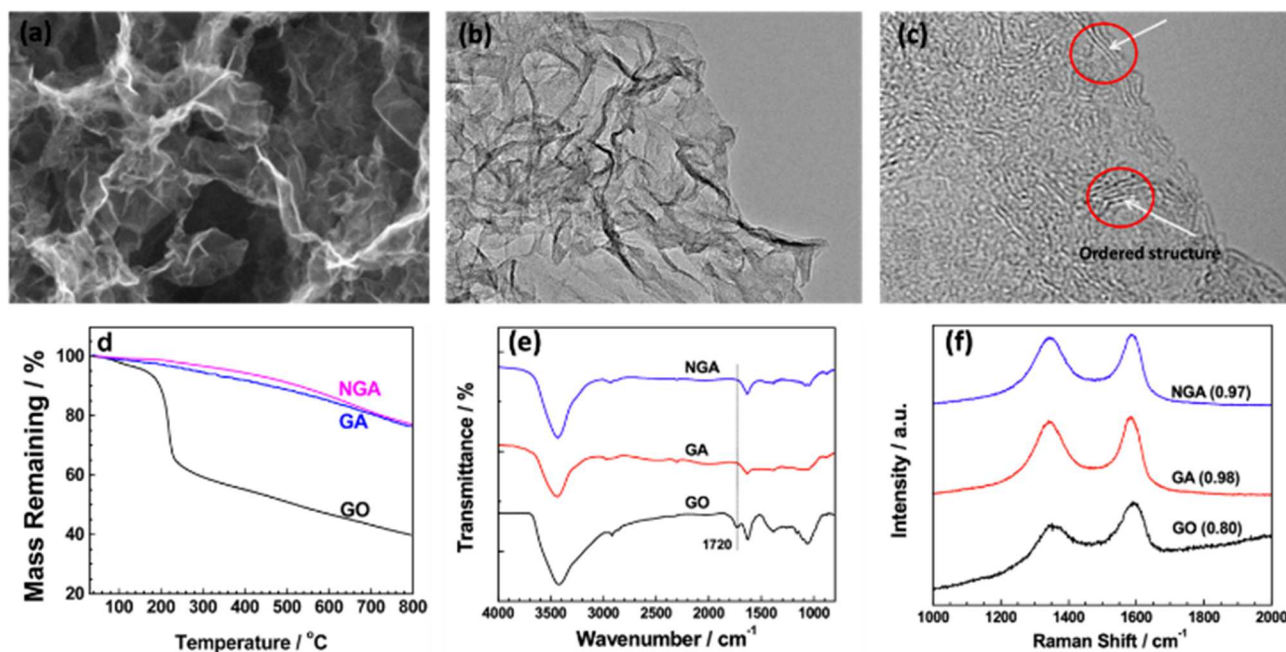 (a)
(b)
(c)
Ordered structure
d
100
80
60
40
20
Mass Remaining / %
NGA
GA
GO
100 200 300 400 500 600 700 800
Temperature / °C
(e)
Transmittance / %
NGA
GA
GO
1720
4000 3500 3000 2500 2000 1500 1000
Wavenumber / cm⁻¹
(f)
Intensity / a.u.
NGA (0.97)
GA (0.98)
GO (0.80)
1000 1200 1400 1600 1800 2000
Raman Shift / cm⁻¹